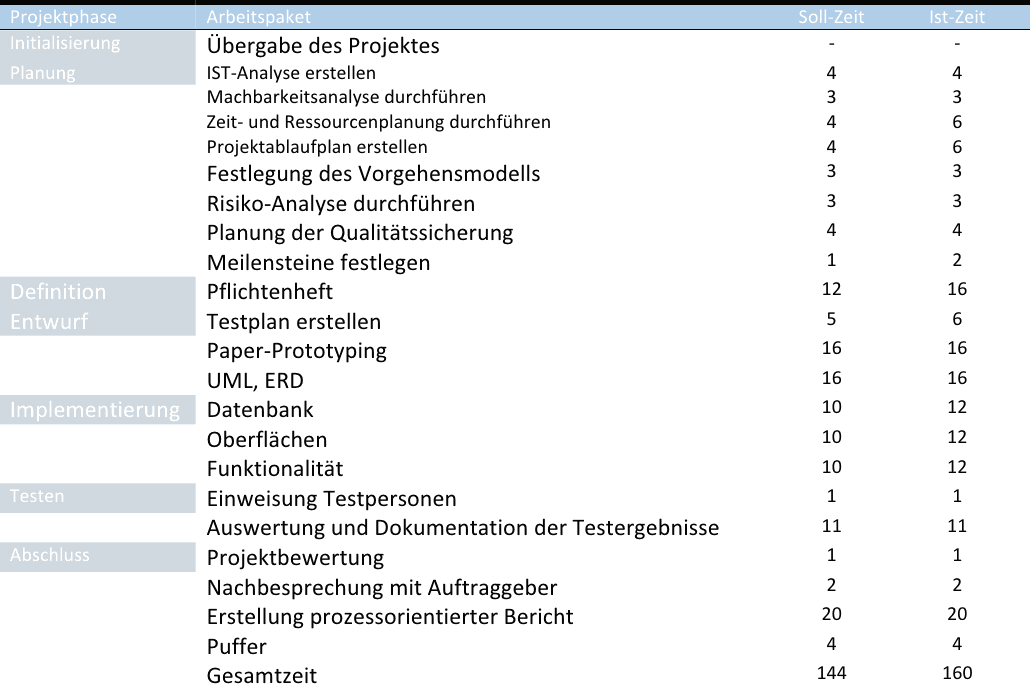 Projektphase Arbeitspaket Soll-Zeit Ist-Zeit
Initialisierung Übergabe des Projektes - -
Planung IST-Analyse erstellen 4 4
Machbarkeitsanalyse durchführen 3 3
Zeit- und Ressourcenplanung durchführen 4 6
Projektablaufplan erstellen 4 6
Festlegung des Vorgehensmodells 3 3
Risiko-Analyse durchführen 3 3
Planung der Qualitätssicherung 4 4
Meilensteine festlegen 1 2
Definition Pflichtenheft 12 16
Entwurf Testplan erstellen 5 6
Paper-Prototyping 16 16
UML, ERD 16 16
Implementierung Datenbank 10 12
Oberflächen 10 12
Funktionalität 10 12
Testen Einweisung Testpersonen 1 1
Auswertung und Dokumentation der Testergebnisse 11 11
Abschluss Projektbewertung 1 1
Nachbesprechung mit Auftraggeber 2 2
Erstellung prozessorientierter Bericht 20 20
Puffer 4 4
Gesamtzeit 144 160